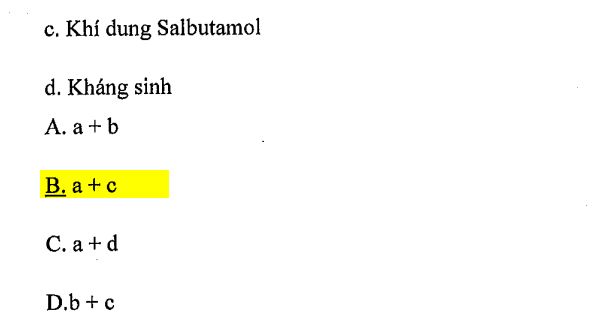 c. Khí dung Salbutamol
d. Kháng sinh
A. a + b
B. a + c
C. a + d
D.b + c